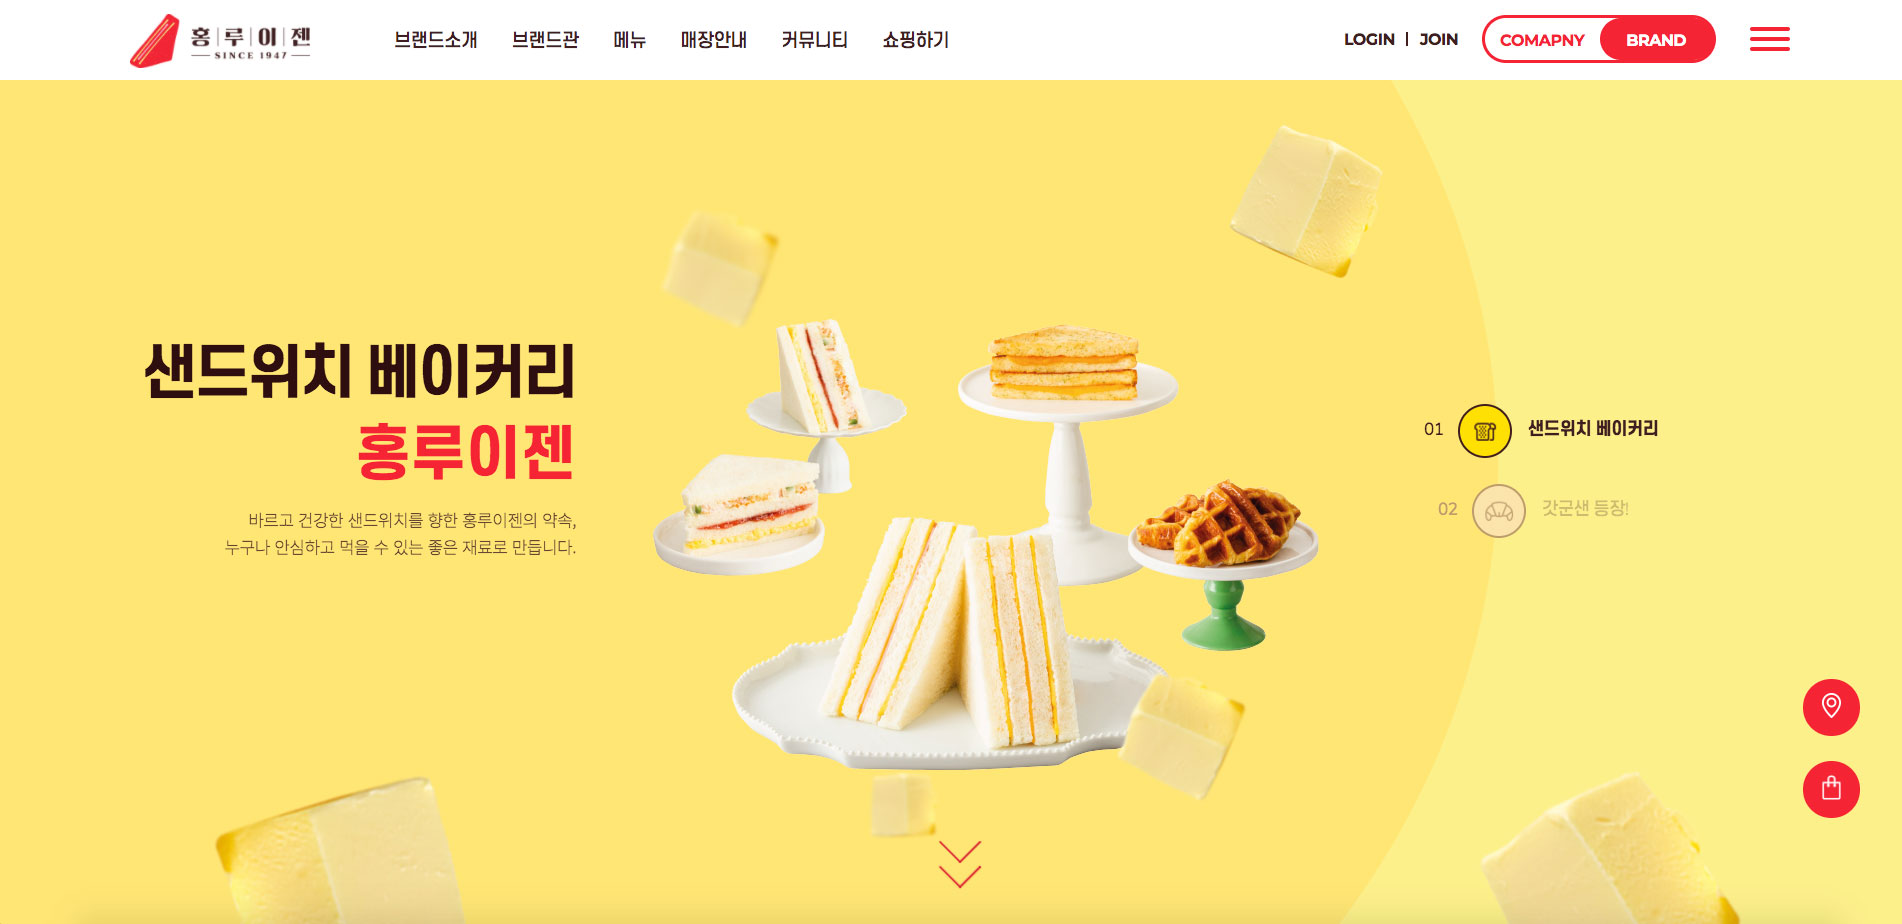 홍루이젠
SINCE 1947
브랜드소개 브랜드관 메뉴 매장안내 커뮤니티 쇼핑하기
LOGIN | JOIN
COMAPNY BRAND
샌드위치 베이커리
홍루이젠
바르고 건강한 샌드위치를 향한 홍루이젠의 약속,
누구나 안심하고 먹을 수 있는 좋은 재료로 만듭니다.
01 샌드위치 베이커리
02 갓군샌 등장!